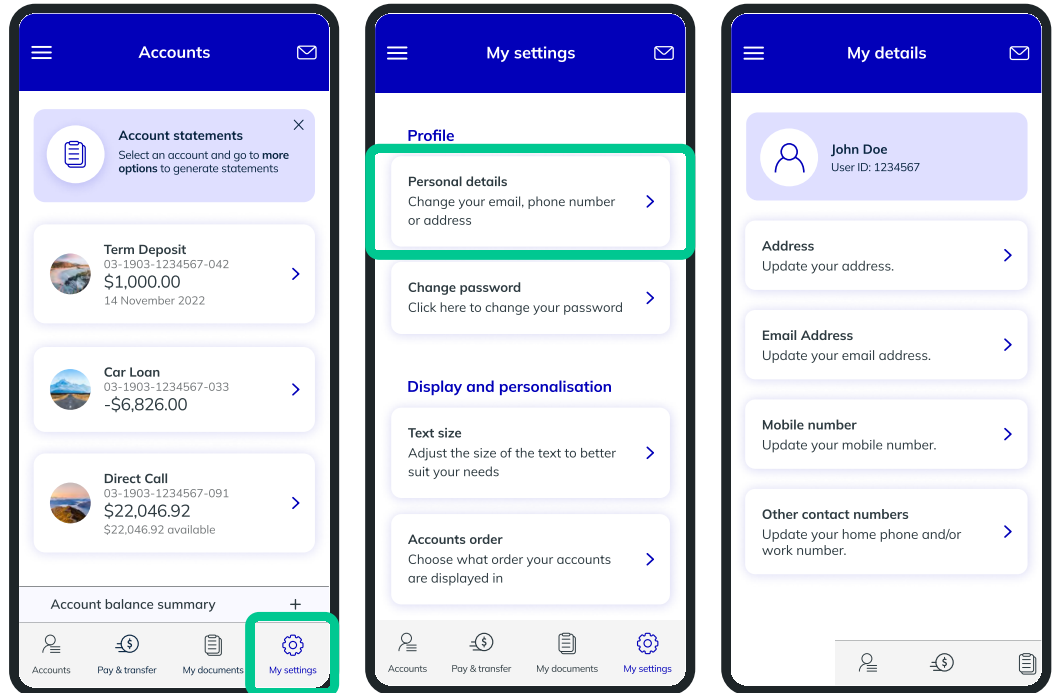 Accounts
Account statements
Select an account and go to more
options to generate statements
Term Deposit
03-1903-1234567-042
$1,000.00
14 November 2022
Car Loan
03-1903-1234567-033
-$6,826.00
Direct Call
03-1903-1234567-091
$22,046.92
$22,046.92 available
Account balance summary +
Accounts
Pay & transfer
My documents
My settings
My settings
Profile
Personal details
Change your email, phone number
or address
Change password
Click here to change your password
Display and personalisation
Text size
Adjust the size of the text to better
suit your needs
Accounts order
Choose what order your accounts
are displayed in
Accounts
Pay & transfer
My documents
My settings
My details
John Doe
User ID: 1234567
Address
Update your address.
Email Address
Update your email address.
Mobile number
Update your mobile number.
Other contact numbers
Update your home phone and/or
work number.